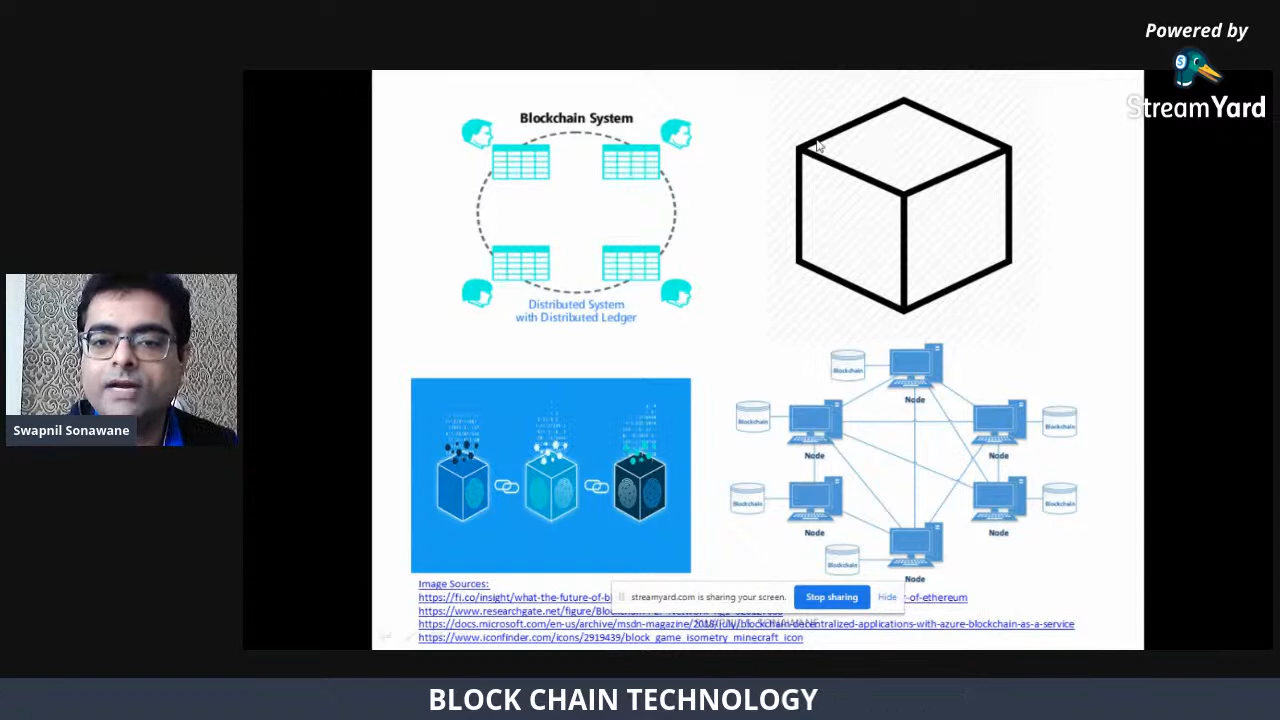 Powered by
StreamYard
Blockchain System
Distributed System
with Distributed Ledger
Blockchain
Node
Blockchain
Node
Node
Blockchain
Blockchain
Node
Node
Blockchain
Blockchain
Node
Image Sources:
https://fi.co/insight/what-the-future-of-b
-of-ethereum
streamyard.com is sharing your screen.
Stop sharing
Hide
https://www.researchgate.net/figure/Bloc
https://docs.microsoft.com/en-us/archive/msdn-magazine/2018/july/blockchain-decentralized-applications-with-azure-blockchain-as-a-service
https://www.iconfinder.com/icons/2919439/block_game_isometry_minecraft_icon
Swapnil Sonawane
BLOCK CHAIN TECHNOLOGY